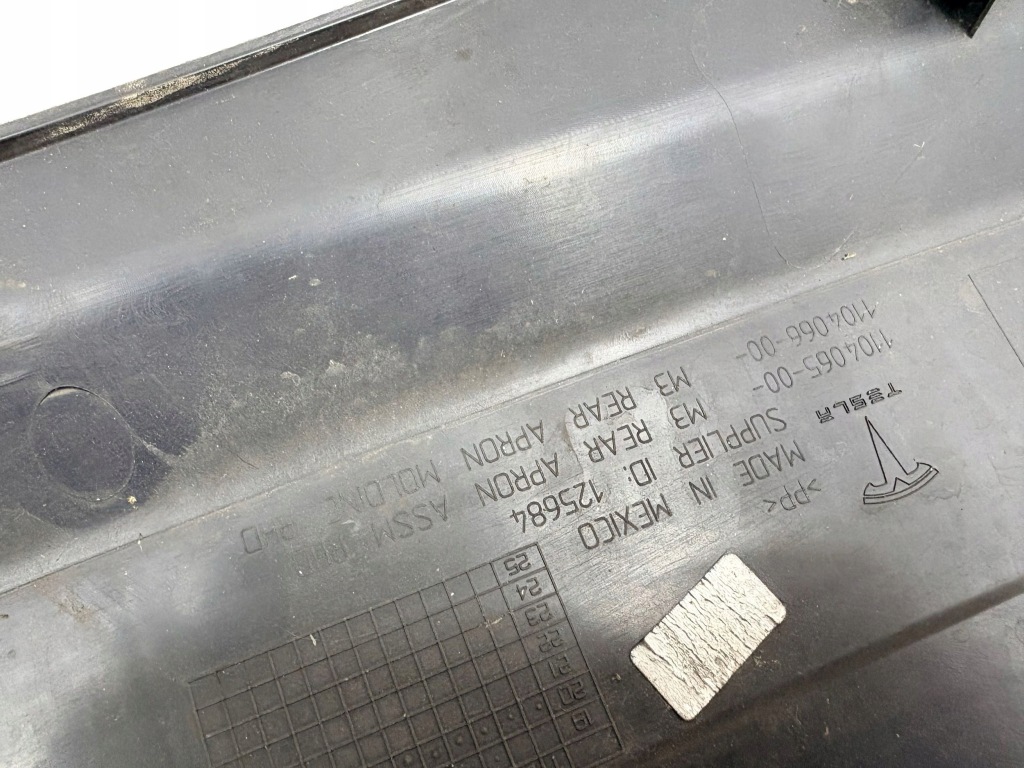 TESLA
>PP<
MADE IN MEXICO
SUPPLIER ID. 125684
1104065-00- M3 REAR APRON ASSM
1104066-00- M3 REAR APRON MOLDING
25
24
23
22
21
20
19